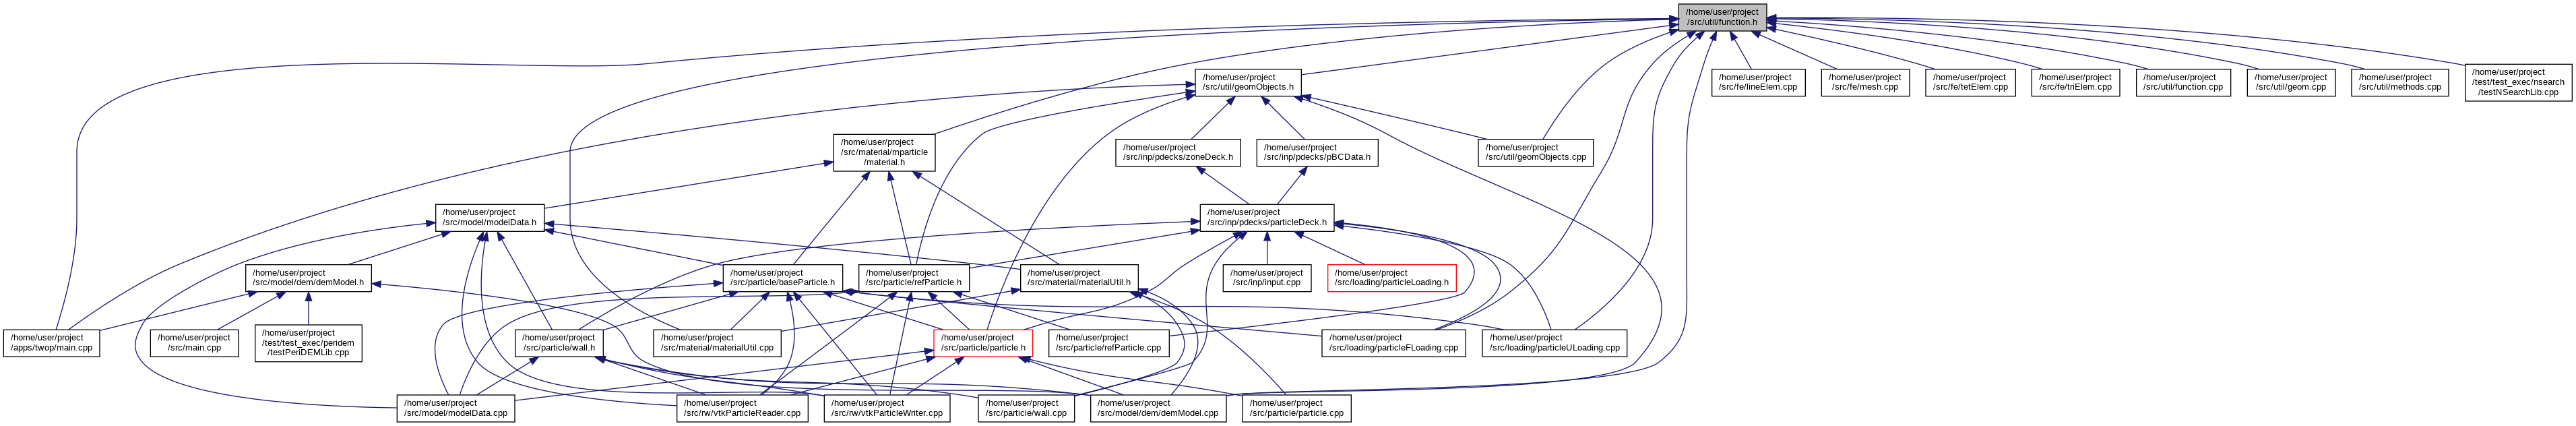 /home/user/project
/src/util/function.h
/home/user/project
/src/util/geomObjects.h
/home/user/project
/src/fe/lineElem.cpp
/home/user/project
/src/fe/mesh.cpp
/home/user/project
/src/fe/tetElem.cpp
/home/user/project
/src/fe/triElem.cpp
/home/user/project
/src/util/function.cpp
/home/user/project
/src/util/geom.cpp
/home/user/project
/src/util/methods.cpp
/home/user/project
/test/test_exec/nsearch
/testNSearchLib.cpp
/home/user/project
/src/material/mparticle
/material.h
/home/user/project
/src/inp/pdecks/zoneDeck.h
/home/user/project
/src/inp/pdecks/pBCData.h
/home/user/project
/src/util/geomObjects.cpp
/home/user/project
/src/model/modelData.h
/home/user/project
/src/inp/pdecks/particleDeck.h
/home/user/project
/src/model/dem/demModel.h
/home/user/project
/src/particle/baseParticle.h
/home/user/project
/src/particle/refParticle.h
/home/user/project
/src/material/materialUtil.h
/home/user/project
/src/inp/input.cpp
/home/user/project
/src/loading/particleLoading.h
/home/user/project
/apps/twop/main.cpp
/home/user/project
/src/main.cpp
/home/user/project
/test/test_exec/peridem
/testPeriDEMLib.cpp
/home/user/project
/src/particle/wall.h
/home/user/project
/src/material/materialUtil.cpp
/home/user/project
/src/particle/particle.h
/home/user/project
/src/particle/refParticle.cpp
/home/user/project
/src/loading/particleFLoading.cpp
/home/user/project
/src/loading/particleULoading.cpp
/home/user/project
/src/model/modelData.cpp
/home/user/project
/src/rw/vtkParticleReader.cpp
/home/user/project
/src/rw/vtkParticleWriter.cpp
/home/user/project
/src/particle/wall.cpp
/home/user/project
/src/model/dem/demModel.cpp
/home/user/project
/src/particle/particle.cpp